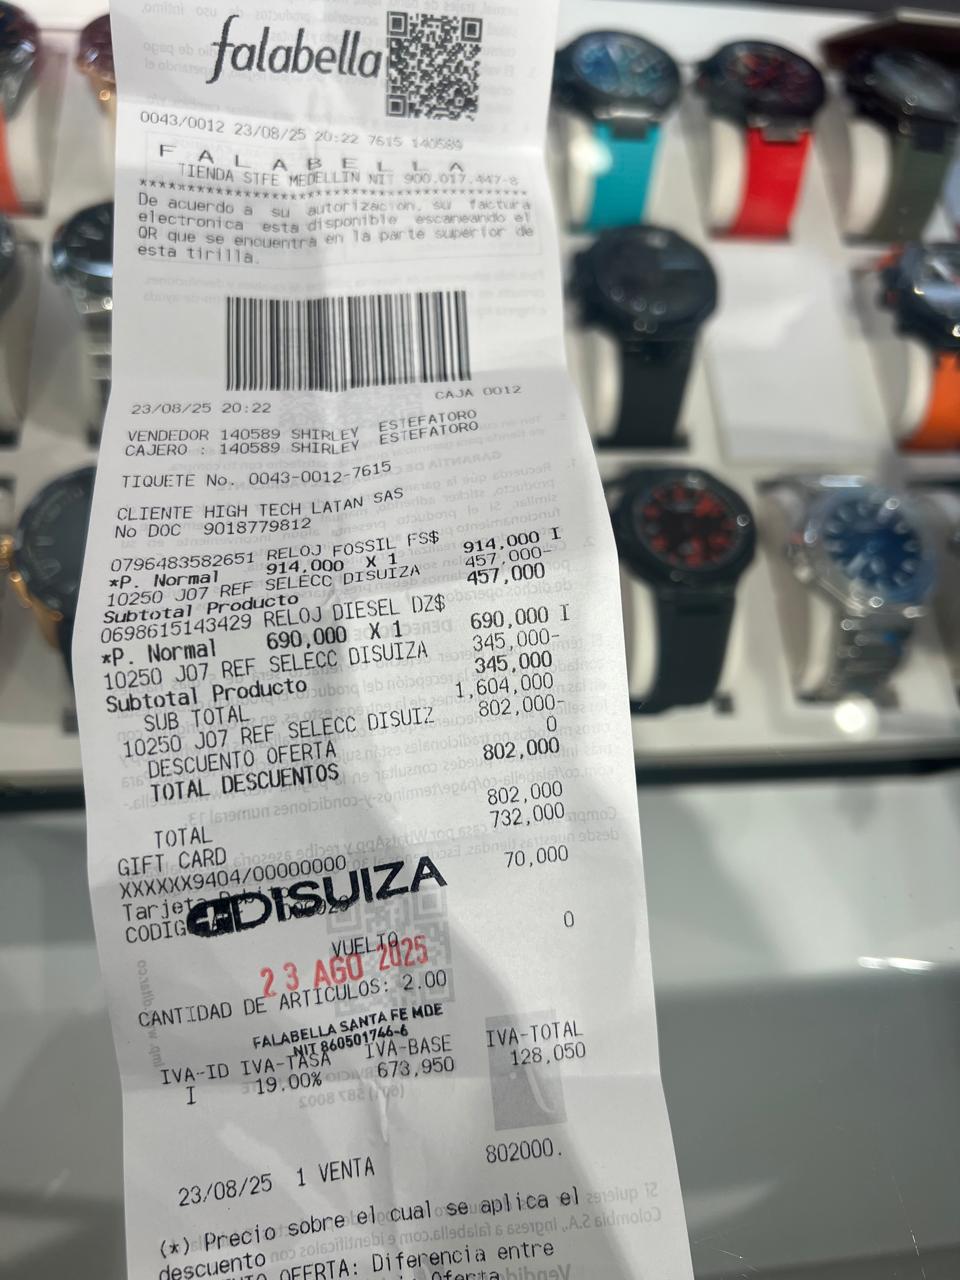 falabella
0043/0012 23/08/25 20:22 7615 140589
F A L A B E L L A
TIENDA STFE MEDELLIN NIT 900.017.447-8
****************************************
De acuerdo a su autorizacion, su factura
electronica esta disponible escaneando el
QR que se encuentra en la parte superior de
esta tirilla.
CAJA 0012
23/08/25 20:22
VENDEDOR 140589 SHIRLEY ESTEFATORO
CAJERO : 140589 SHIRLEY ESTEFATORO
TIQUETE No. 0043-0012-7615
CLIENTE HIGH TECH LATAN SAS
No DOC 9018779812
0796483582651 RELOJ FOSSIL FS$
*P. Normal 914,000 X 1 914,000 I
10250 J07 REF SELECC DISUIZA 457,000-
Subtotal Producto 457,000
0698615143429 RELOJ DIESEL DZ$
*P. Normal 690,000 X 1 690,000 I
10250 J07 REF SELECC DISUIZA 345,000-
Subtotal Producto 345,000
SUB TOTAL 1,604,000
10250 J07 REF SELECC DISUIZ 802,000-
DESCUENTO OFERTA 0
TOTAL DESCUENTOS 802,000
TOTAL 802,000
GIFT CARD 732,000
XXXXXX9404/00000000
Tarjeta 70,000
CODIG
DISUIZA
VUELTO 0
23 AGO 2025
CANTIDAD DE ARTICULOS: 2.00
FALABELLA SANTA FE MDE
NIT 860501746-6
IVA-ID IVA-TASA IVA-BASE IVA-TOTAL
I 19.00% 673,950 128,050
23/08/25 1 VENTA 802000.
(*) Precio sobre el cual se aplica el
descuento
OFERTA: Diferencia entre
Oferta